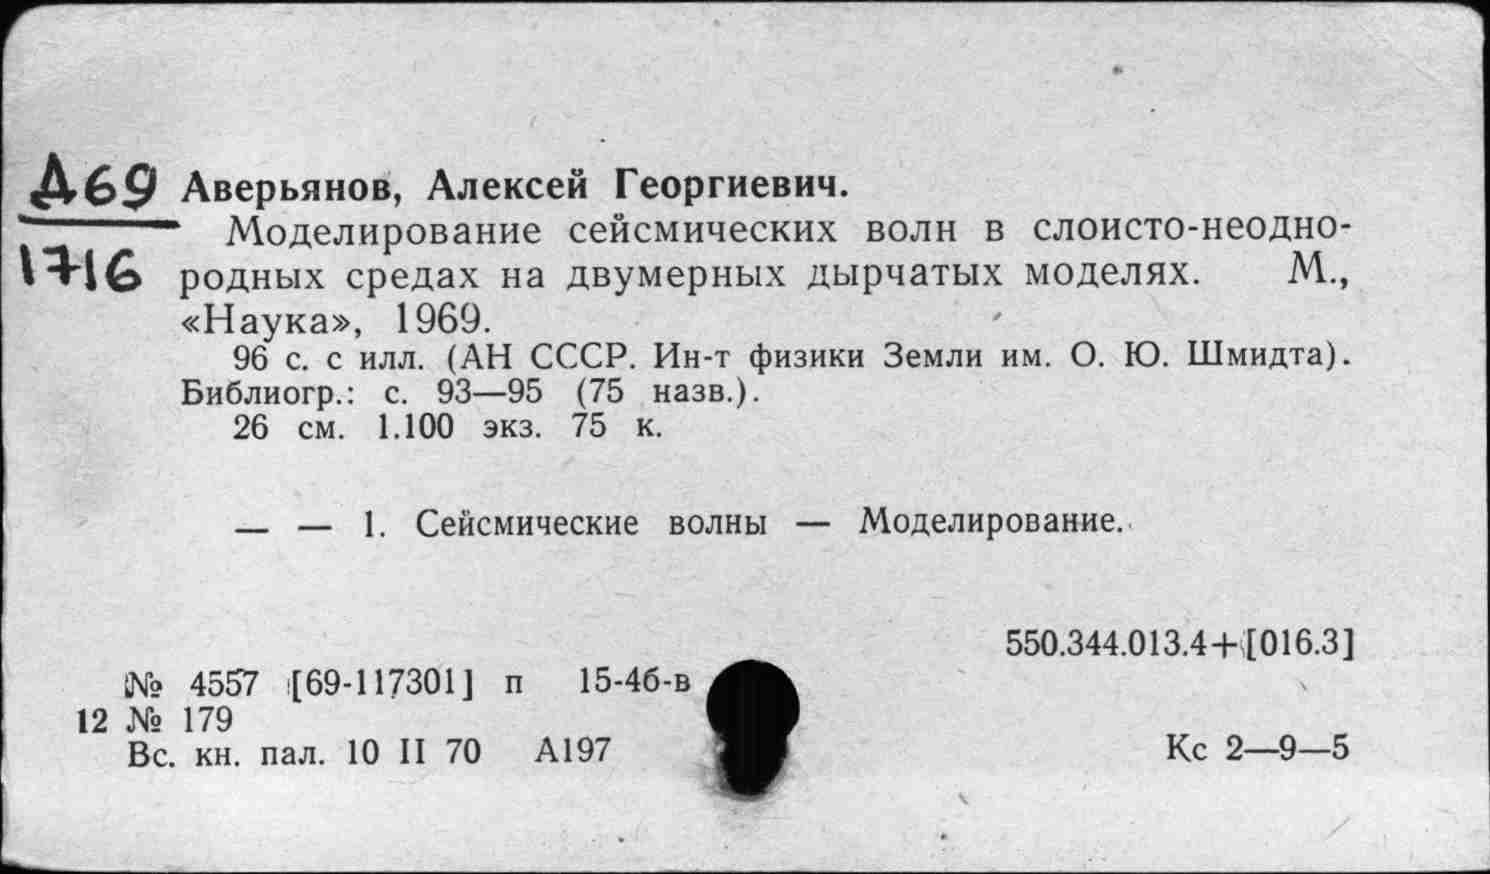 Д69 Аверьянов, Алексей Георгиевич.
1716 Моделирование сейсмических волн в слоисто-неодно-
родных средах на двумерных дырчатых моделях. М.,
«Наука», 1969.
96 с. с илл. (АН СССР. Ин-т физики Земли им. О. Ю. Шмидта).
Библиогр.: с. 93—95 (75 назв.).
26 см. 1.100 экз. 75 к.
— — 1. Сейсмические волны — Моделирование.
550.344.013.4+[016.3]
№ 4557 [69-117301] п 15-4б-в
12 № 179
Вс. кн. пал. 10 II 70 А197
Кс 2—9—5